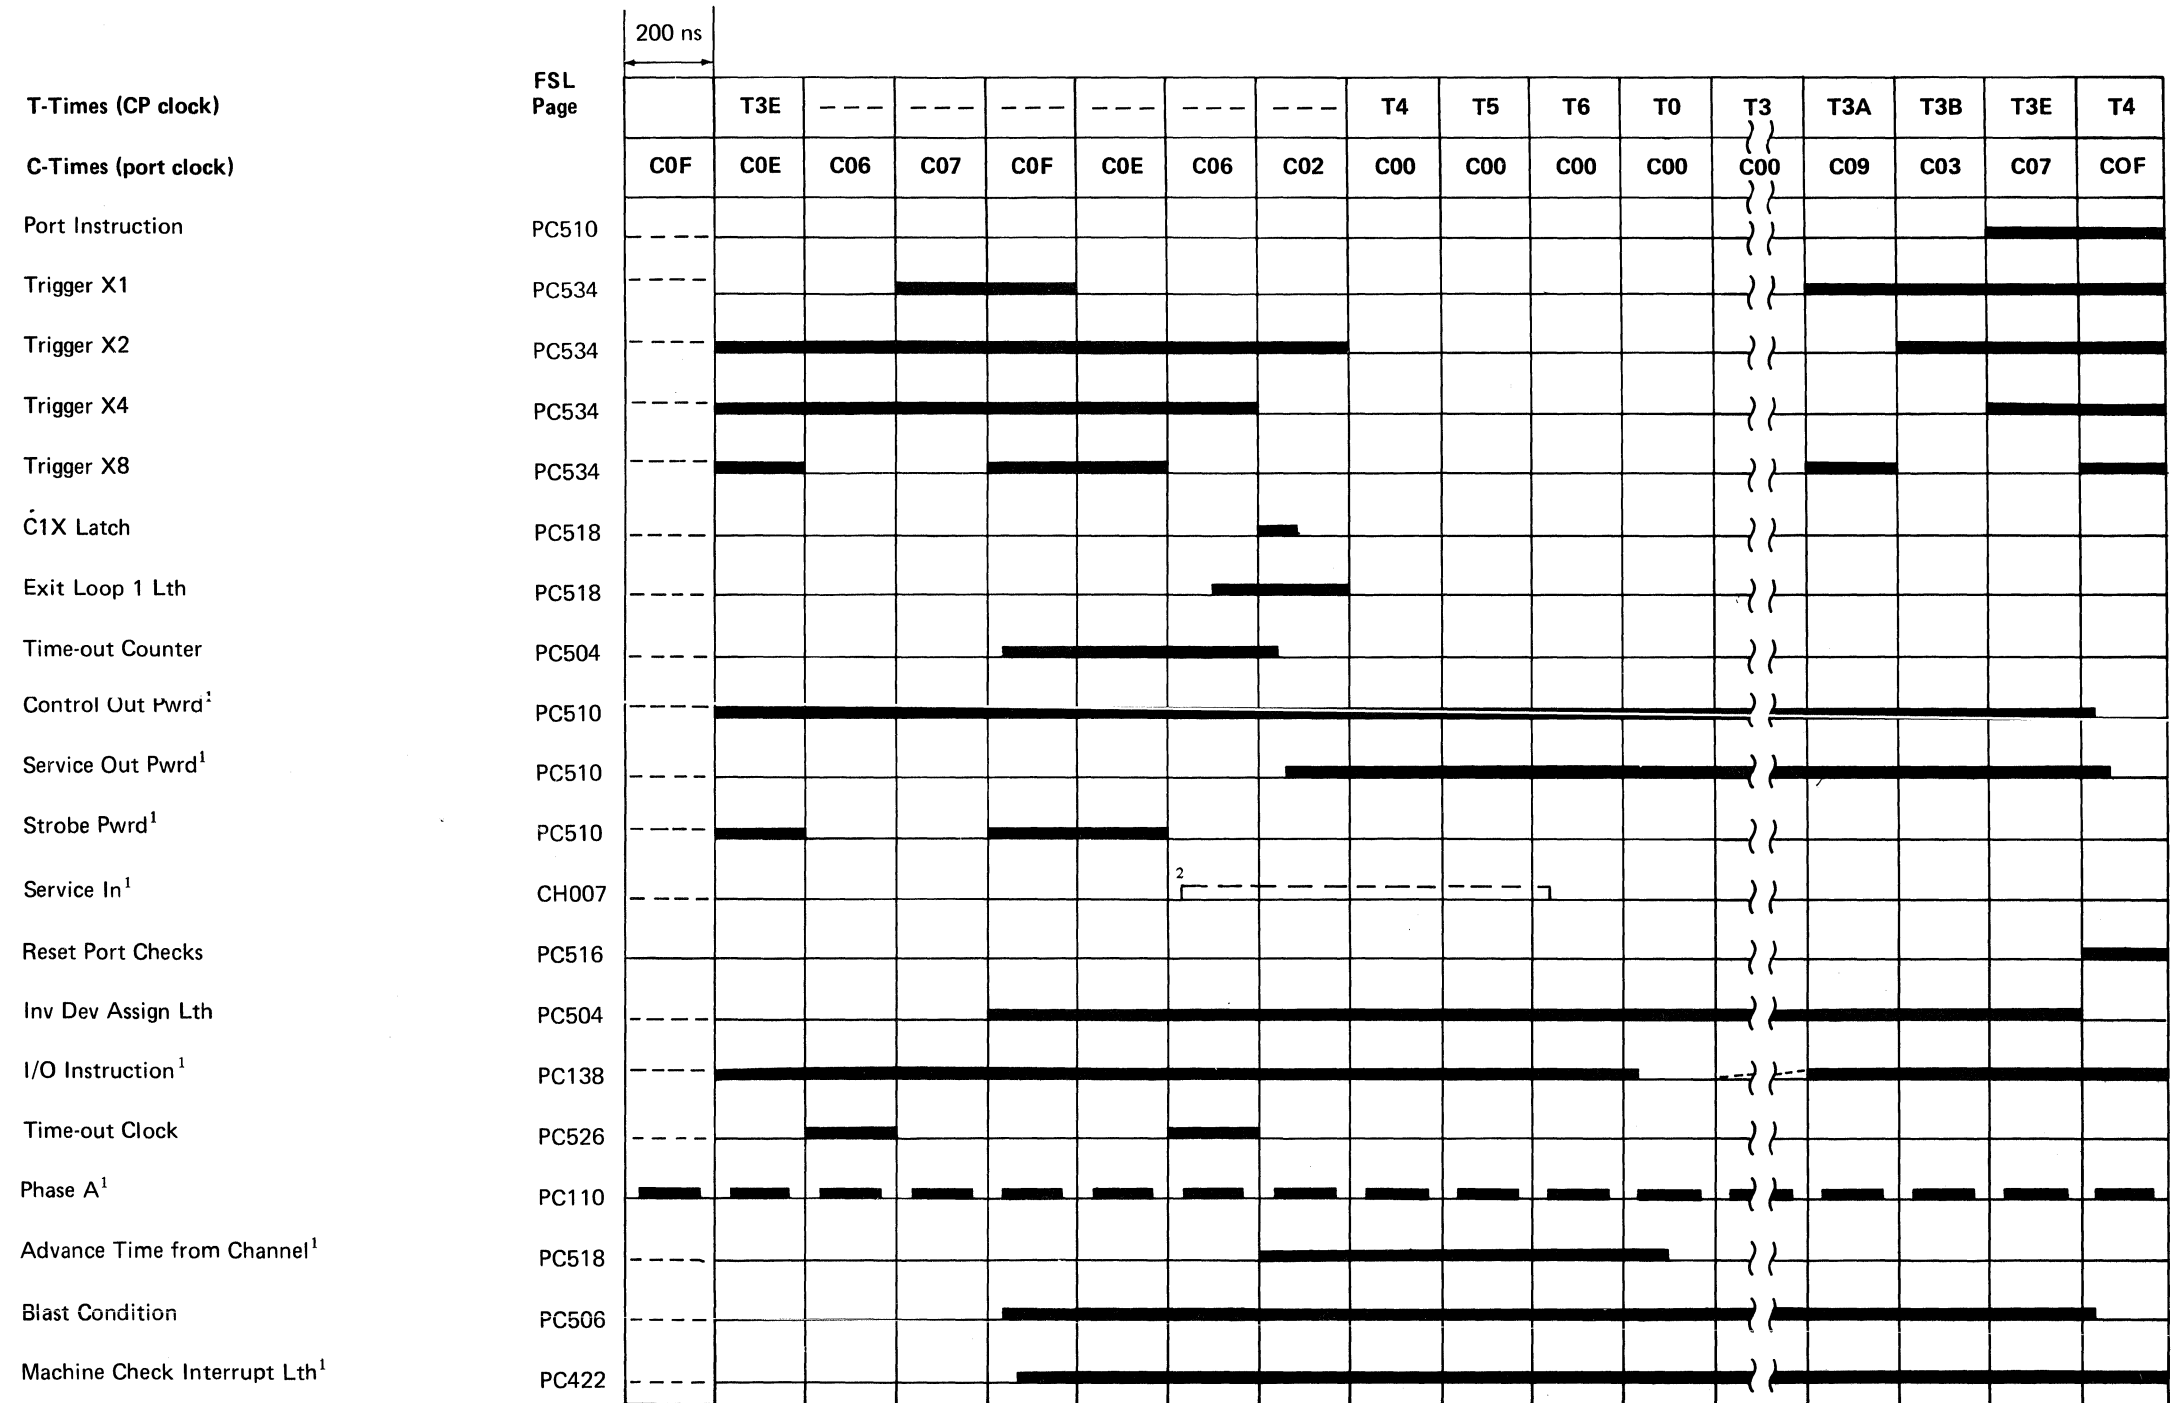 200 ns
FSL
T-Times (CP clock) Page T3E T4 T5 T6 T0 T3 T3A T3B T3E T4
C-Times (port clock) C0F C0E C06 C07 C0F C0E C06 C02 C00 C00 C00 C00 C00 C09 C03 C07 COF
Port Instruction PC510
Trigger X1 PC534
Trigger X2 PC534
Trigger X4 PC534
Trigger X8 PC534
C1X Latch PC518
Exit Loop 1 Lth PC518
Time-out Counter PC504
Control Out Pwrd¹ PC510
Service Out Pwrd¹ PC510
Strobe Pwrd¹ PC510
2
Service In¹ CH007
Reset Port Checks PC516
Inv Dev Assign Lth PC504
I/O Instruction¹ PC138
Time-out Clock PC526
Phase A¹ PC110
Advance Time from Channel¹ PC518
Blast Condition PC506
Machine Check Interrupt Lth¹ PC422